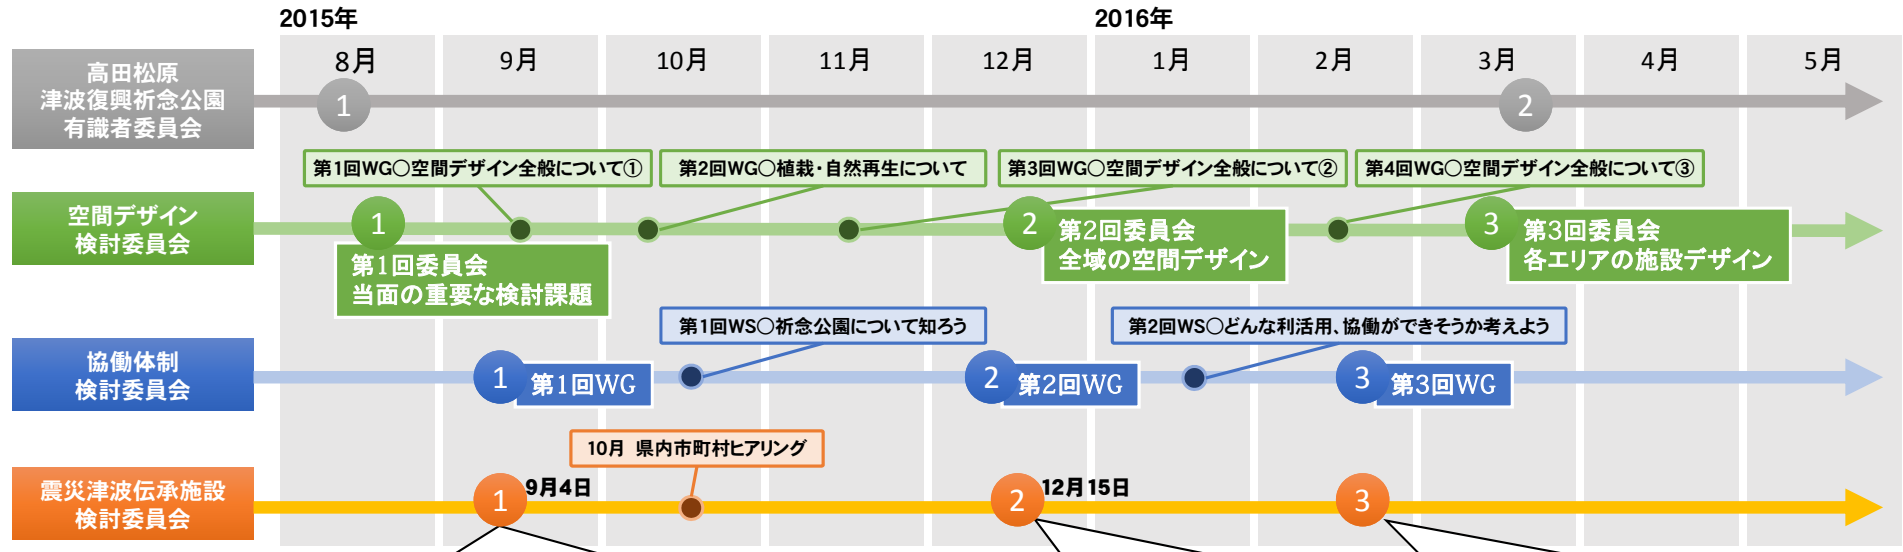 2015年
2016年
8月
9月
10月
11月
12月
1月
2月
3月
4月
5月
高田松原
津波復興祈念公園
有識者委員会
1
2
第1回WG○空間デザイン全般について①
第2回WG○植栽・自然再生について
第3回WG○空間デザイン全般について②
第4回WG○空間デザイン全般について③
空間デザイン
検討委員会
1
第1回委員会
当面の重要な検討課題
2
第2回委員会
全域の空間デザイン
3
第3回委員会
各エリアの施設デザイン
第1回WS○祈念公園について知ろう
第2回WS○どんな利活用、協働ができそうか考えよう
協働体制
検討委員会
1
第1回WG
2
第2回WG
3
第3回WG
10月 県内市町村ヒアリング
震災津波伝承施設
検討委員会
1
9月4日
2
12月15日
3